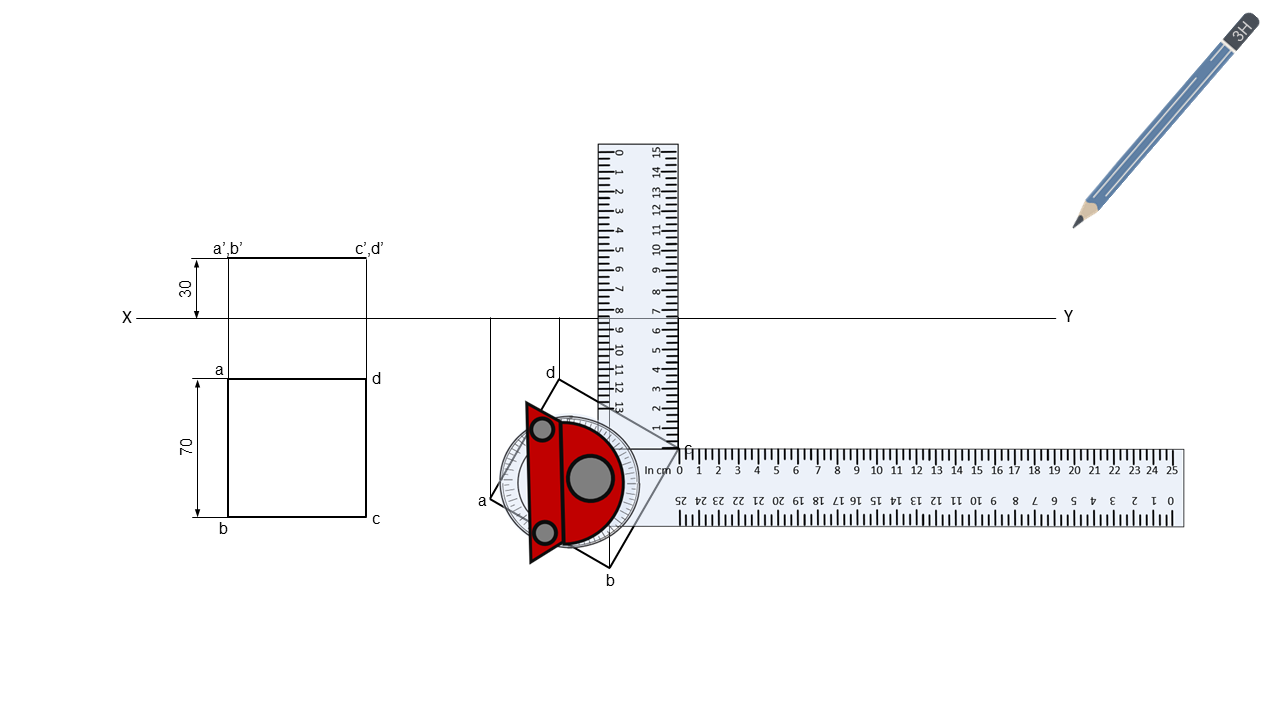 3H
0 1 2 3 4 5 6 7 8 9 10 11 12 13
15 14 13 12 11 10 9 8 7 6 5 4 3 2 1
a’,b’
c’,d’
30
X
Y
a
d
d
70
c
In cm 0 1 2 3 4 5 6 7 8 9 10 11 12 13 14 15 16 17 18 19 20 21 22 23 24 25
25 24 23 22 21 20 19 18 17 16 15 14 13 12 11 10 9 8 7 6 5 4 3 2 1 0
a
b
c
b